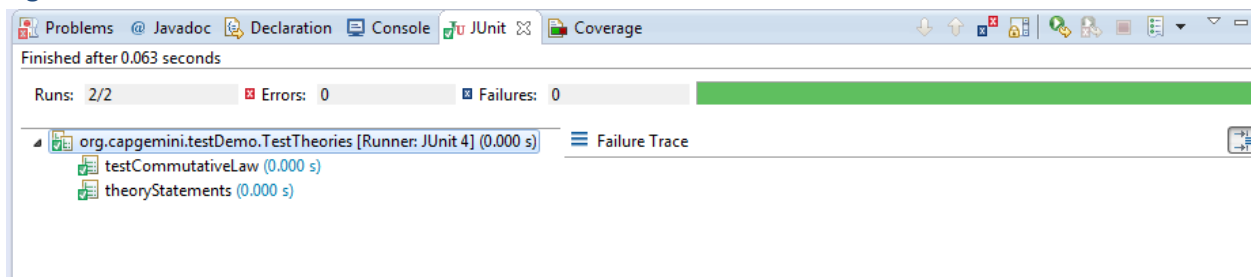 Problems @ Javadoc Declaration Console JUnit Coverage
Finished after 0.063 seconds
Runs: 2/2 Errors: 0 Failures: 0
org.capgemini.testDemo.TestTheories [Runner: JUnit 4] (0.000 s) Failure Trace
testCommutativeLaw (0.000 s)
theoryStatements (0.000 s)